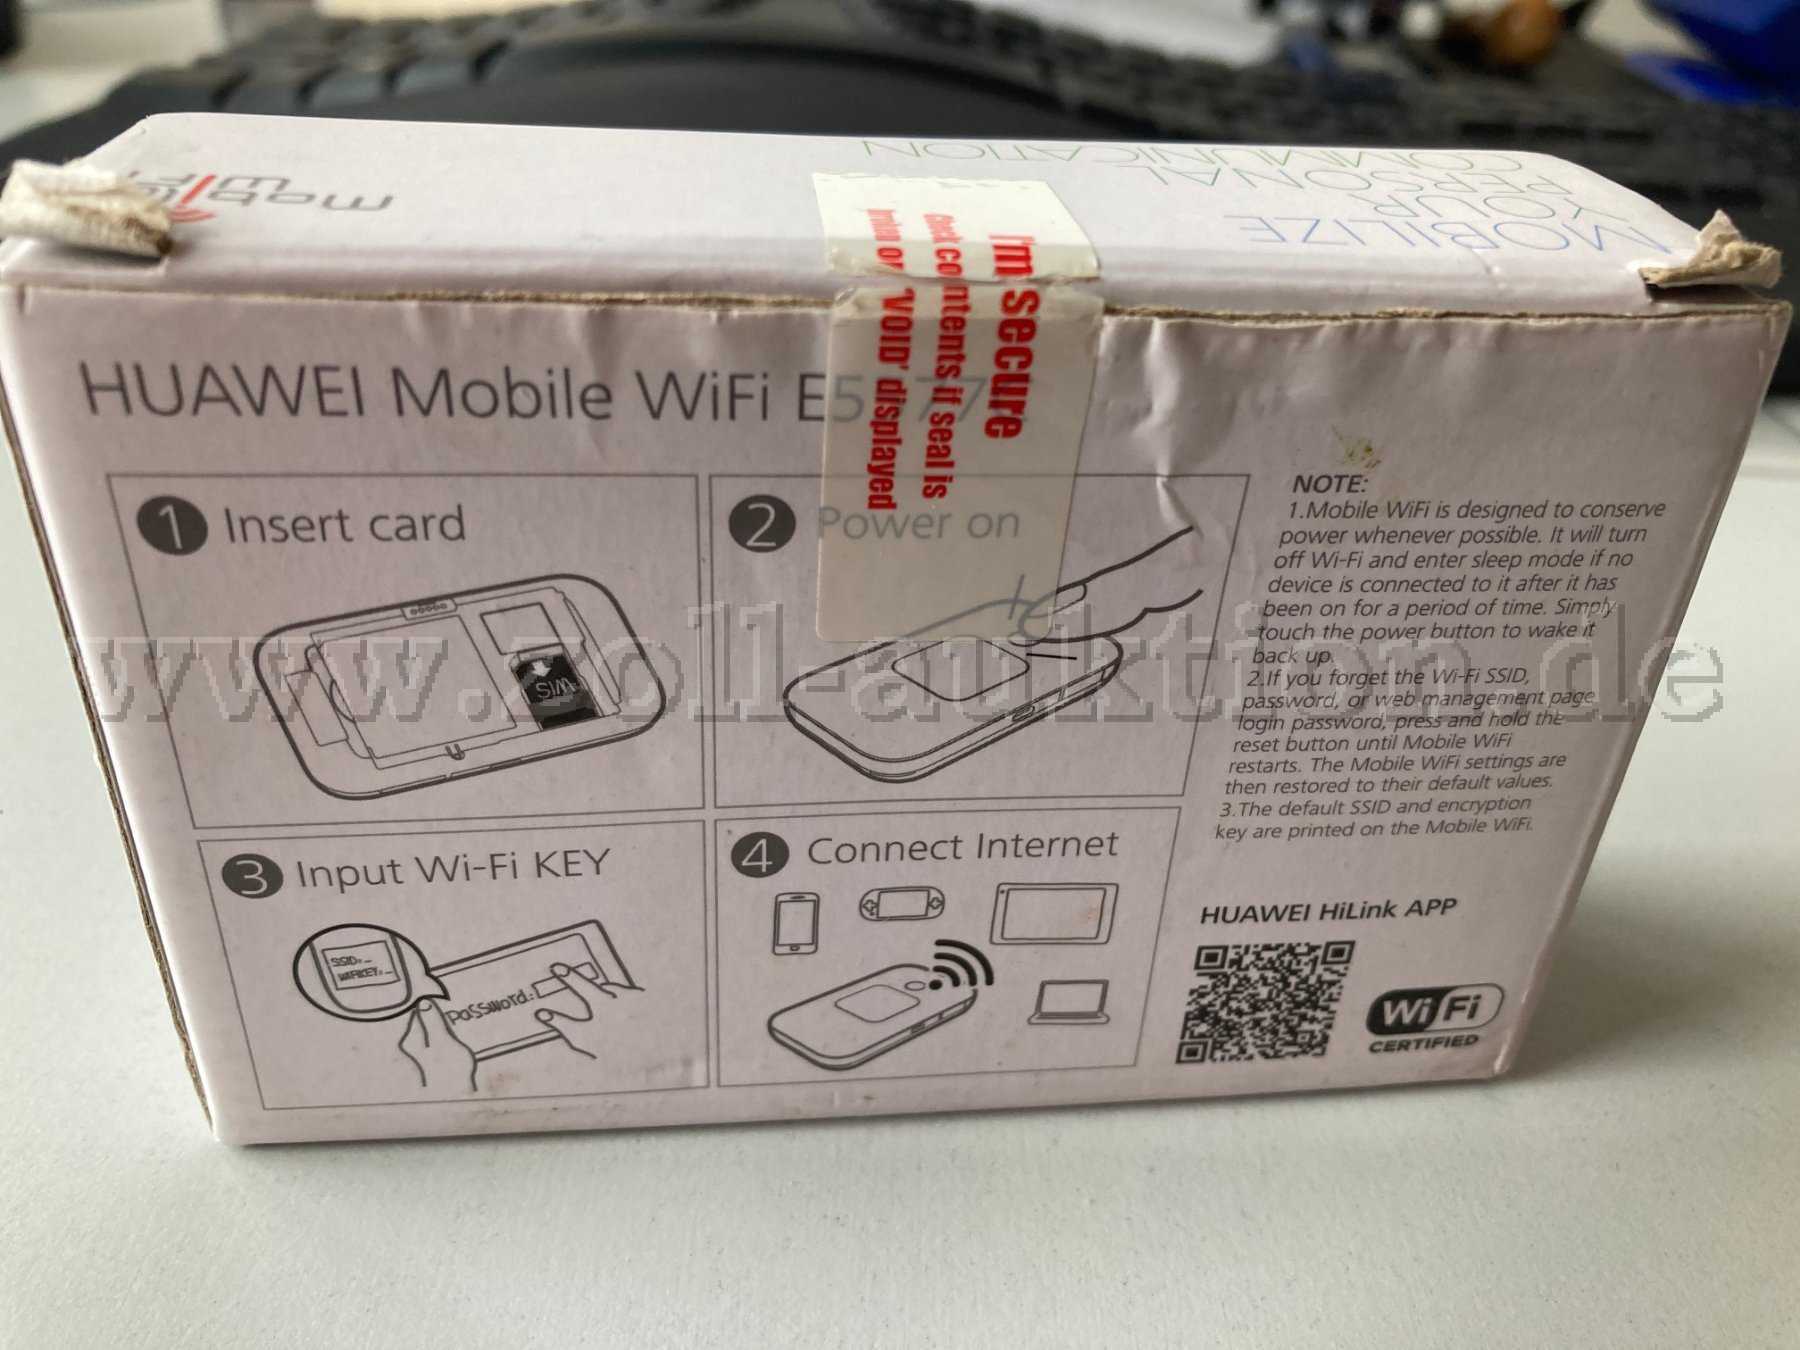 mobile
WiFi
MOBILIZE
YOUR
PERSONAL
COMMUNICATION
I'm secure
contents if seal is
'VOID' displayed
HUAWEI Mobile WiFi
1 Insert card
SIM
2 Power on
3 Input Wi-Fi KEY
SSID:_
WIFIKEY:_
password:
4 Connect Internet
NOTE:
1.Mobile WiFi is designed to conserve
power whenever possible. It will turn
off Wi-Fi and enter sleep mode if no
device is connected to it after it has
been on for a period of time. Simply
touch the power button to wake it
back up.
2.If you forget the Wi-Fi SSID,
password, or web management page
login password, press and hold the
reset button until Mobile WiFi
restarts. The Mobile WiFi settings are
then restored to their default values.
3.The default SSID and encryption
key are printed on the Mobile WiFi.
HUAWEI HiLink APP
WiFi
CERTIFIED
www.zoll-auktion.de